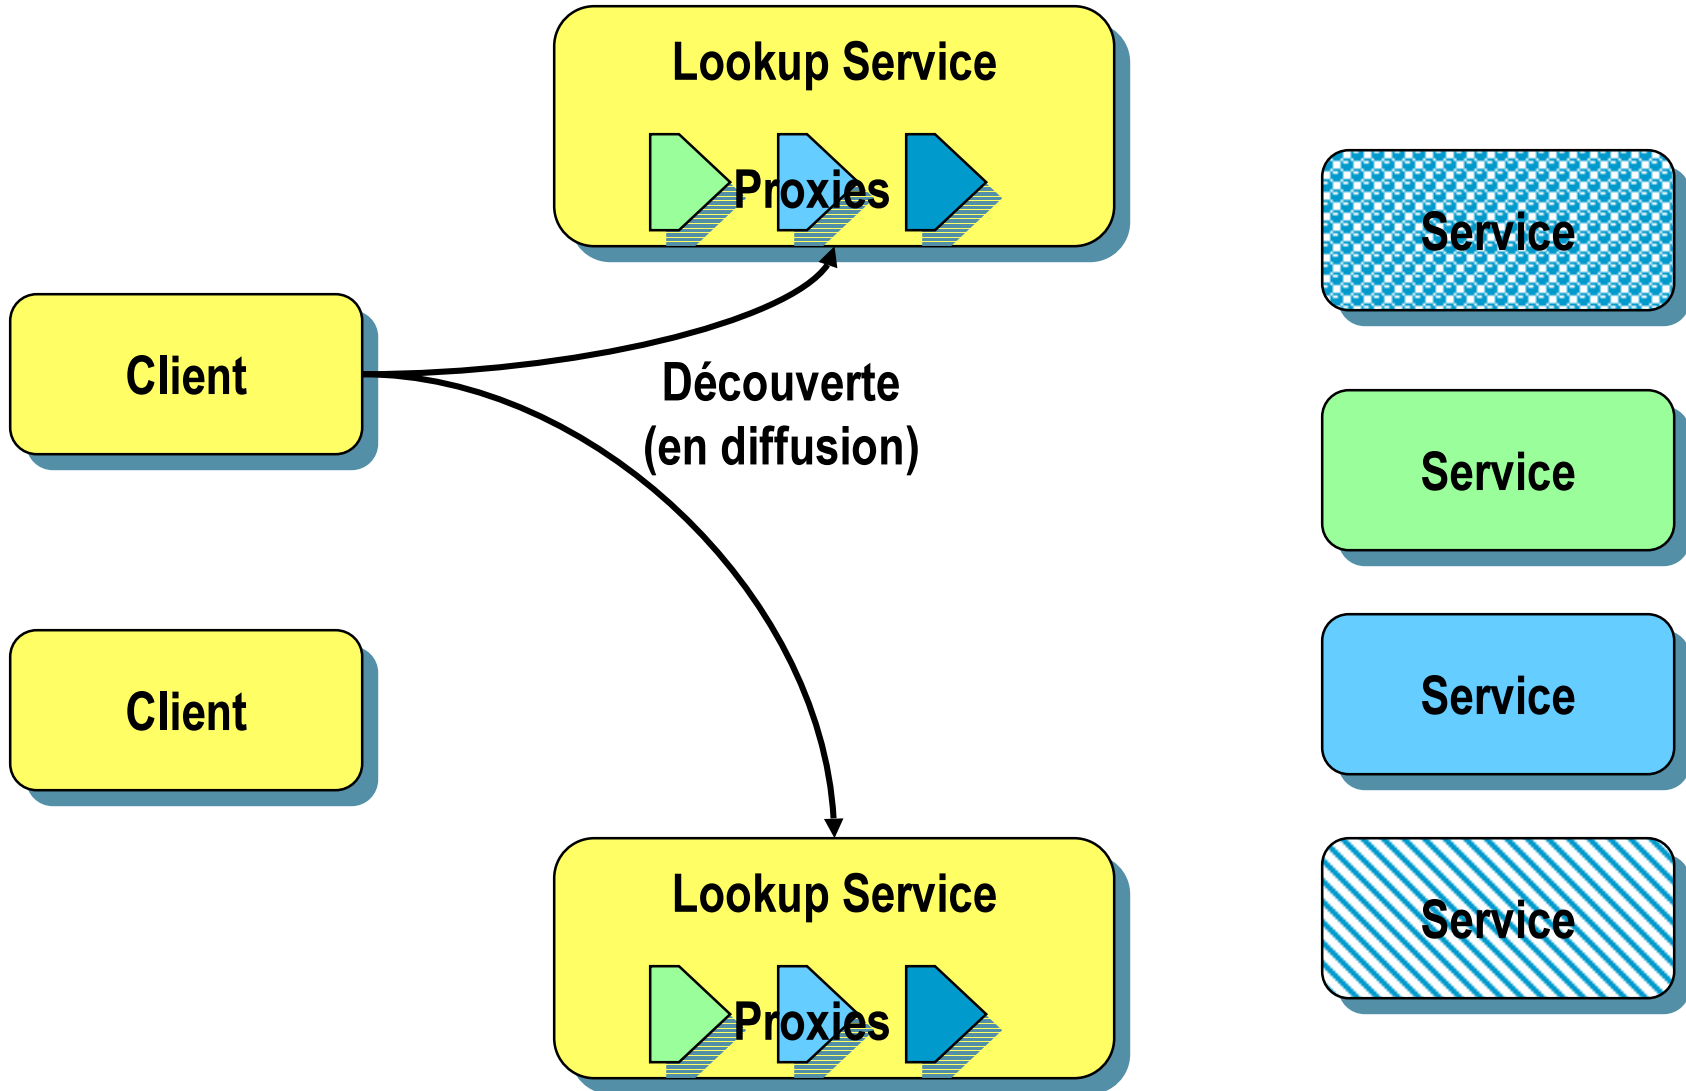 Lookup Service
Proxies
Service
Client
Découverte
(en diffusion)
Service
Client
Service
Lookup Service
Proxies
Service